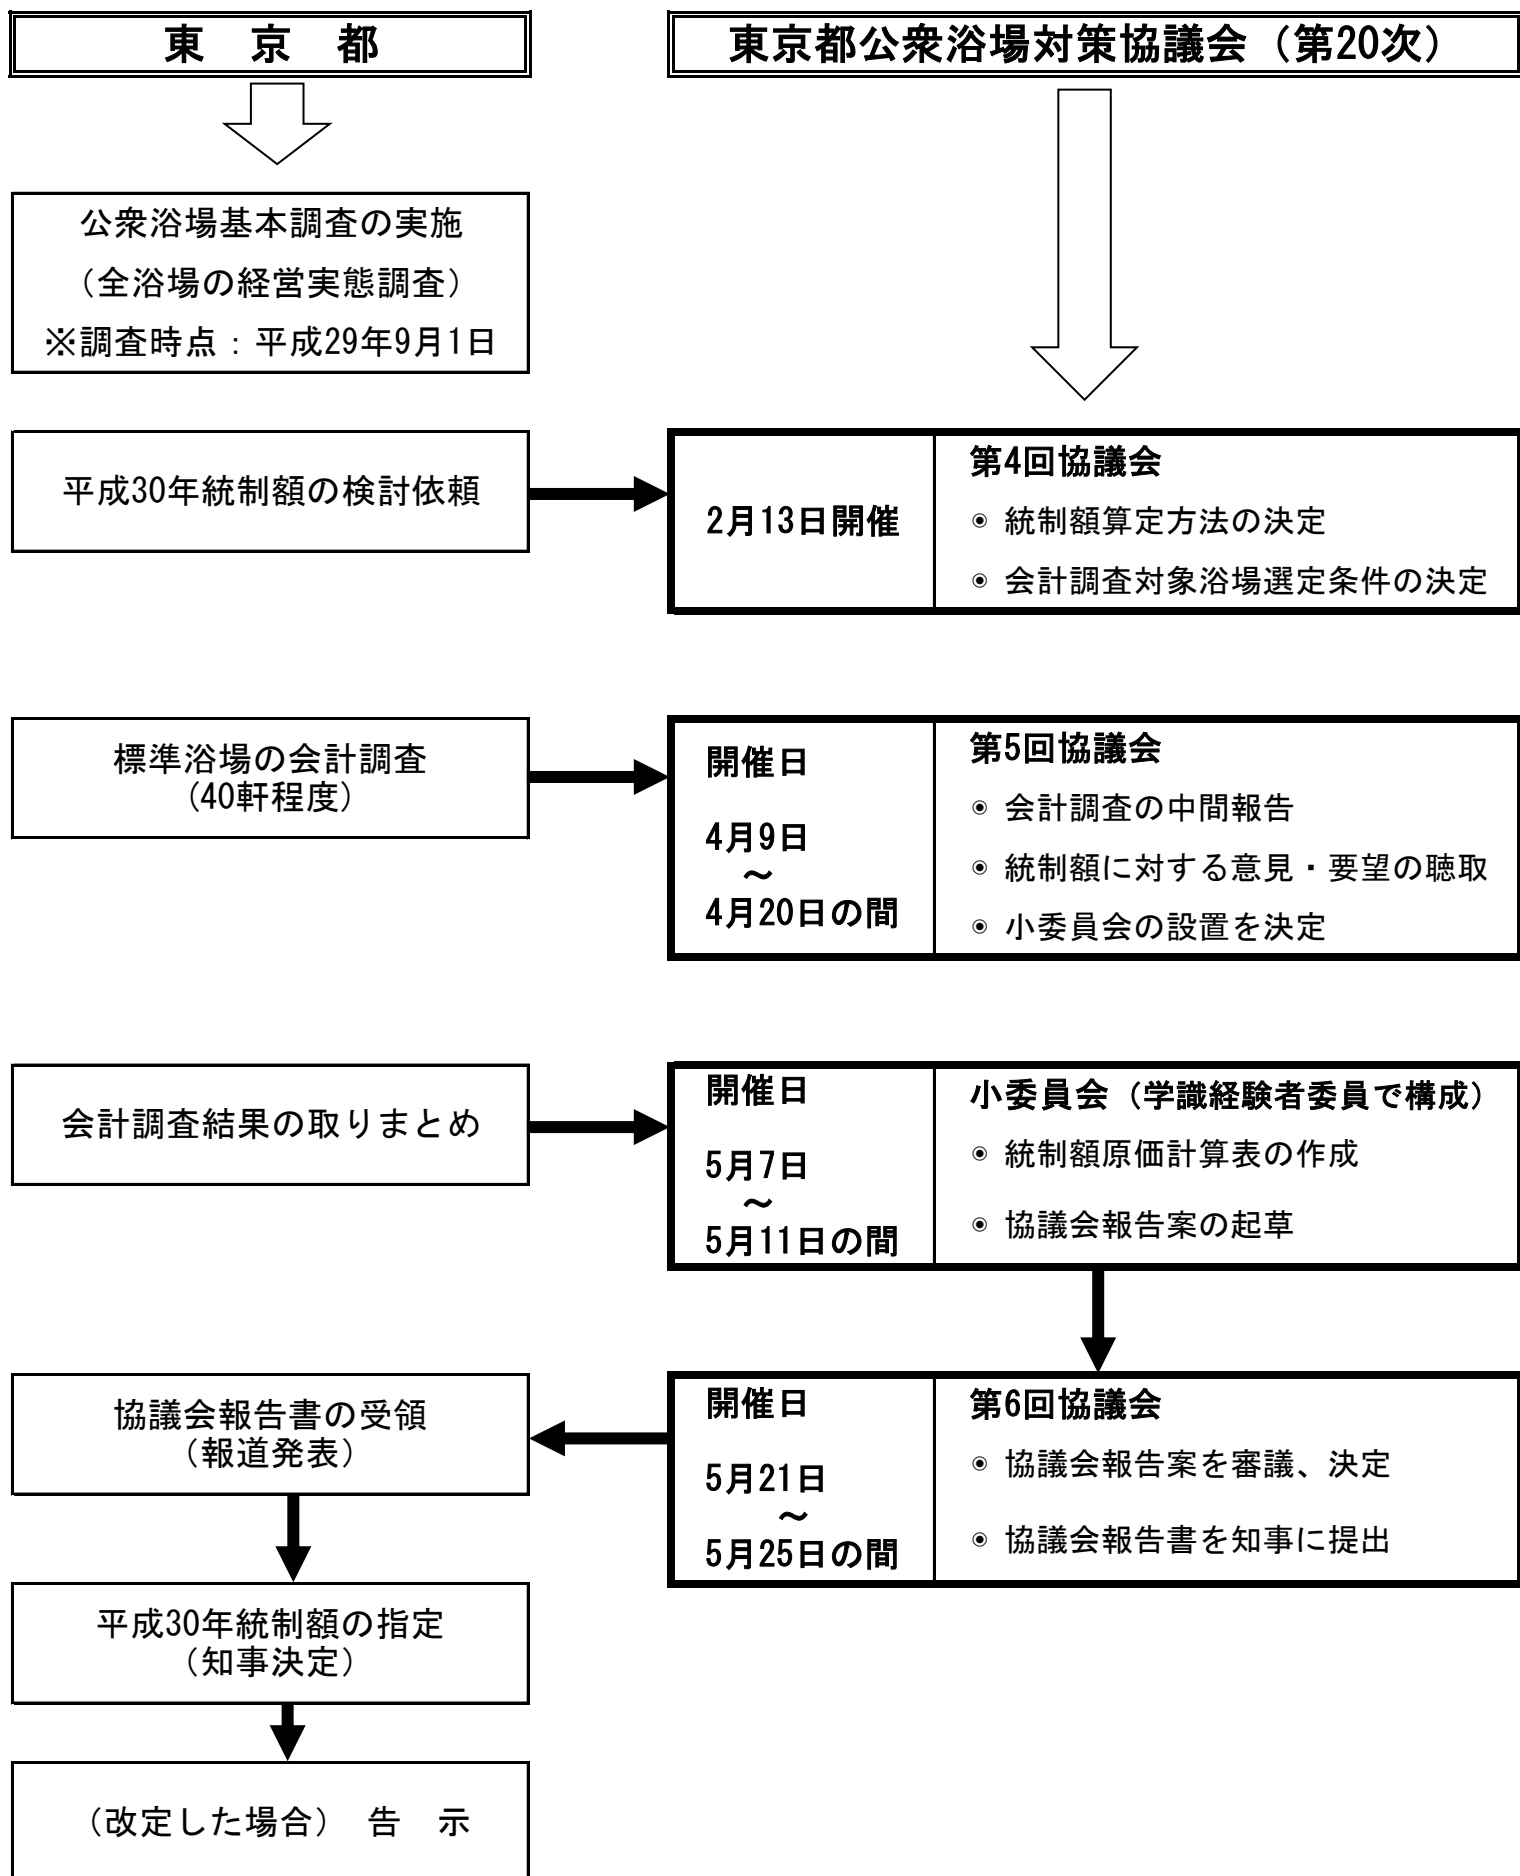 東　京　都
東京都公衆浴場対策協議会（第20次）
公衆浴場基本調査の実施
（全浴場の経営実態調査）
※調査時点：平成29年9月1日
平成30年統制額の検討依頼
2月13日開催
第4回協議会
◉ 統制額算定方法の決定
◉ 会計調査対象浴場選定条件の決定
標準浴場の会計調査
（40軒程度）
開催日
4月9日
～
4月20日の間
第5回協議会
◉ 会計調査の中間報告
◉ 統制額に対する意見・要望の聴取
◉ 小委員会の設置を決定
会計調査結果の取りまとめ
開催日
5月7日
～
5月11日の間
小委員会（学識経験者委員で構成）
◉ 統制額原価計算表の作成
◉ 協議会報告案の起草
協議会報告書の受領
（報道発表）
開催日
5月21日
～
5月25日の間
第6回協議会
◉ 協議会報告案を審議、決定
◉ 協議会報告書を知事に提出
平成30年統制額の指定
（知事決定）
（改定した場合）　告　示